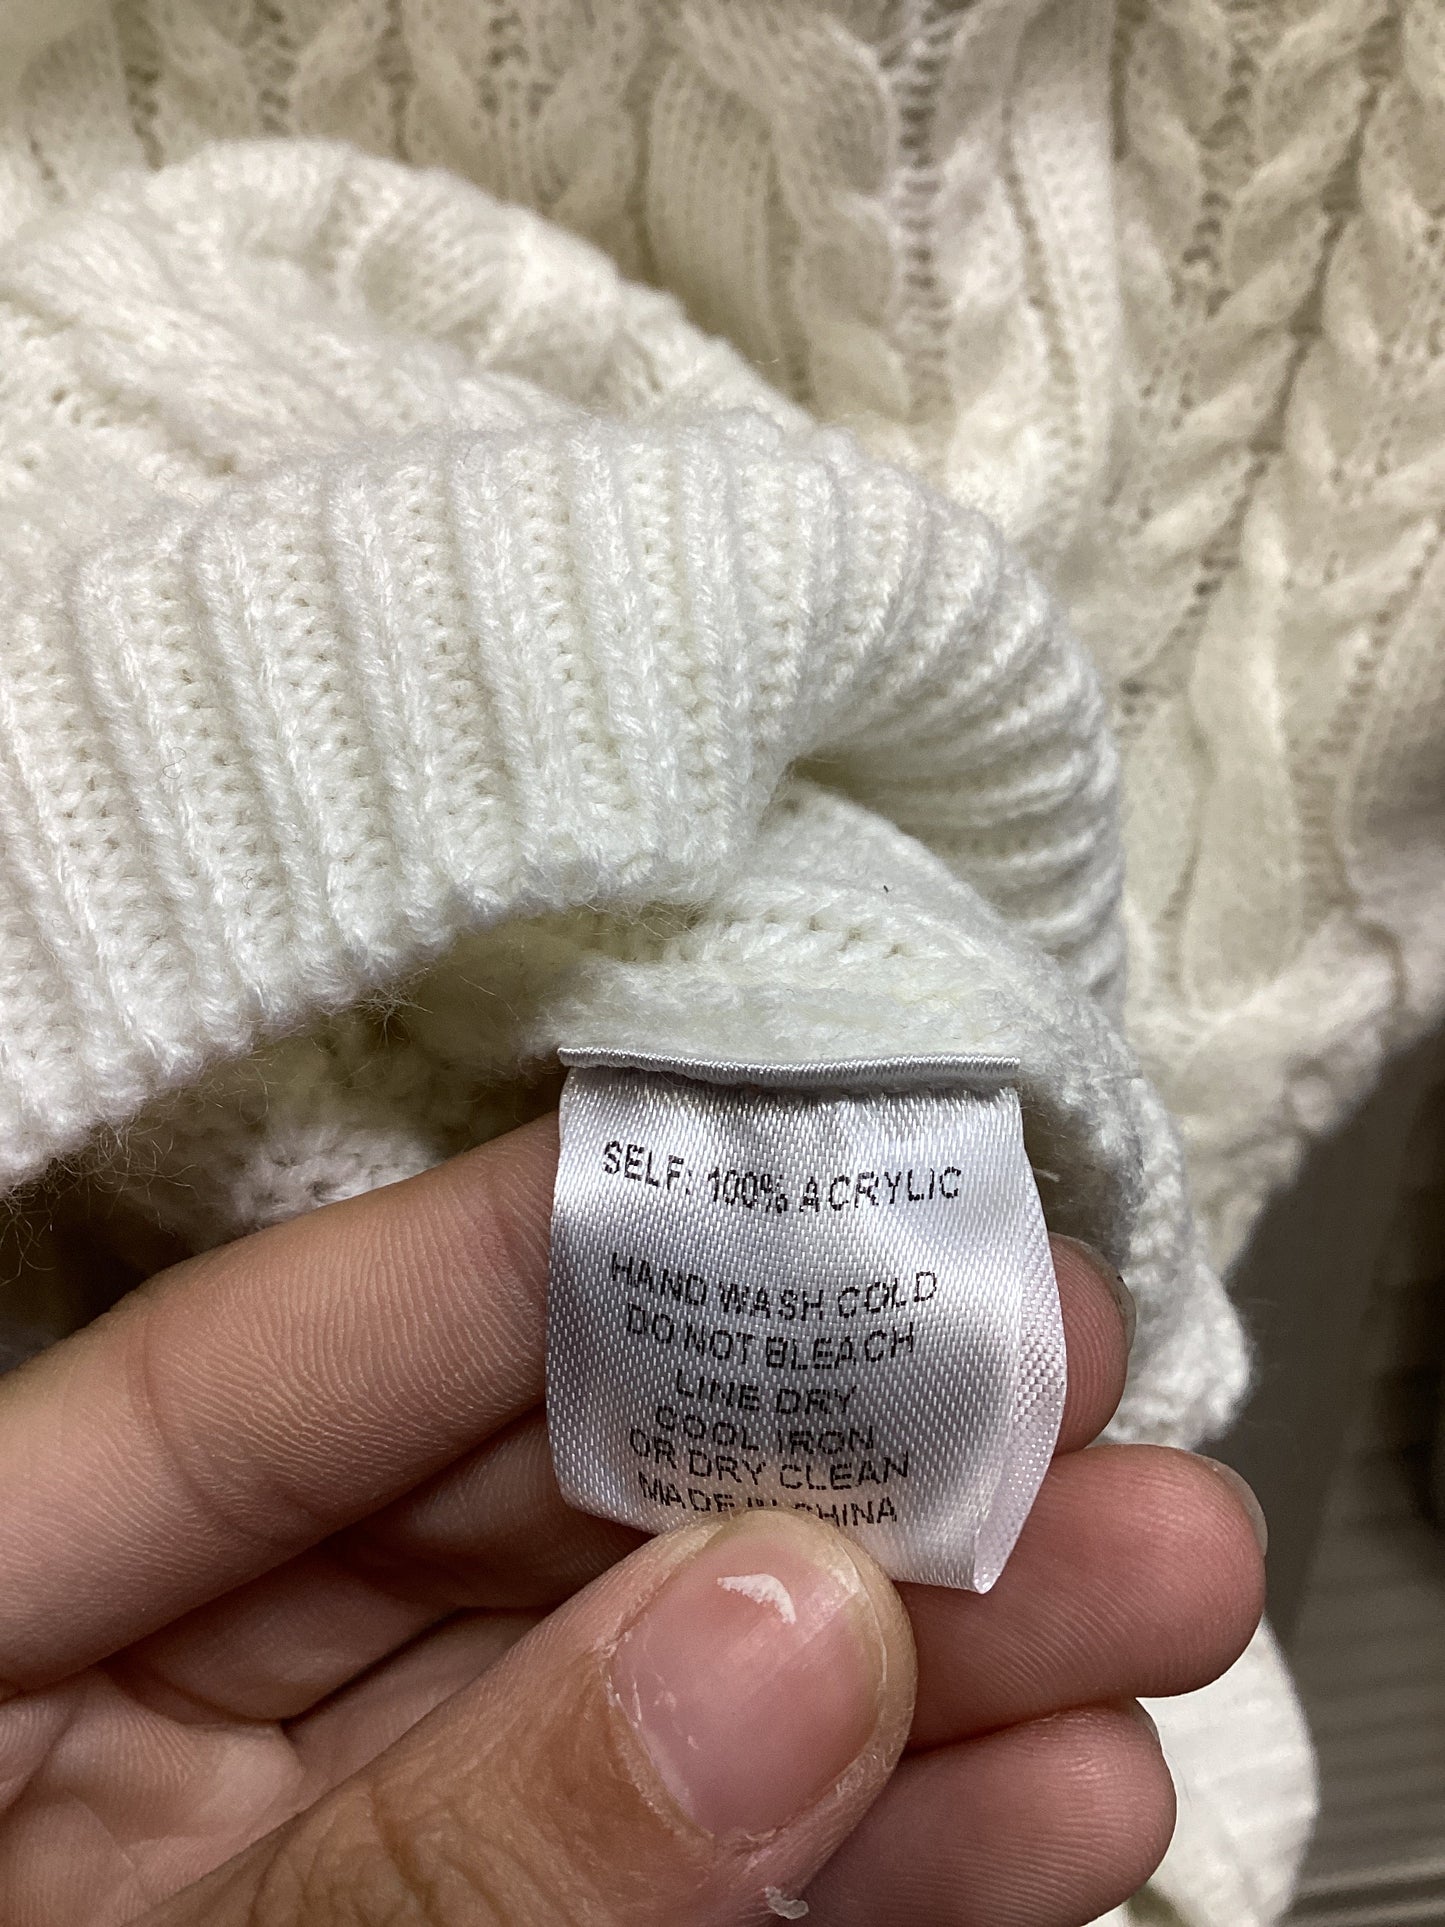 SELF: 100% ACRYLIC
HAND WASH COLD
DO NOT BLEACH
LINE DRY
COOL IRON
OR DRY CLEAN
MADE IN CHINA